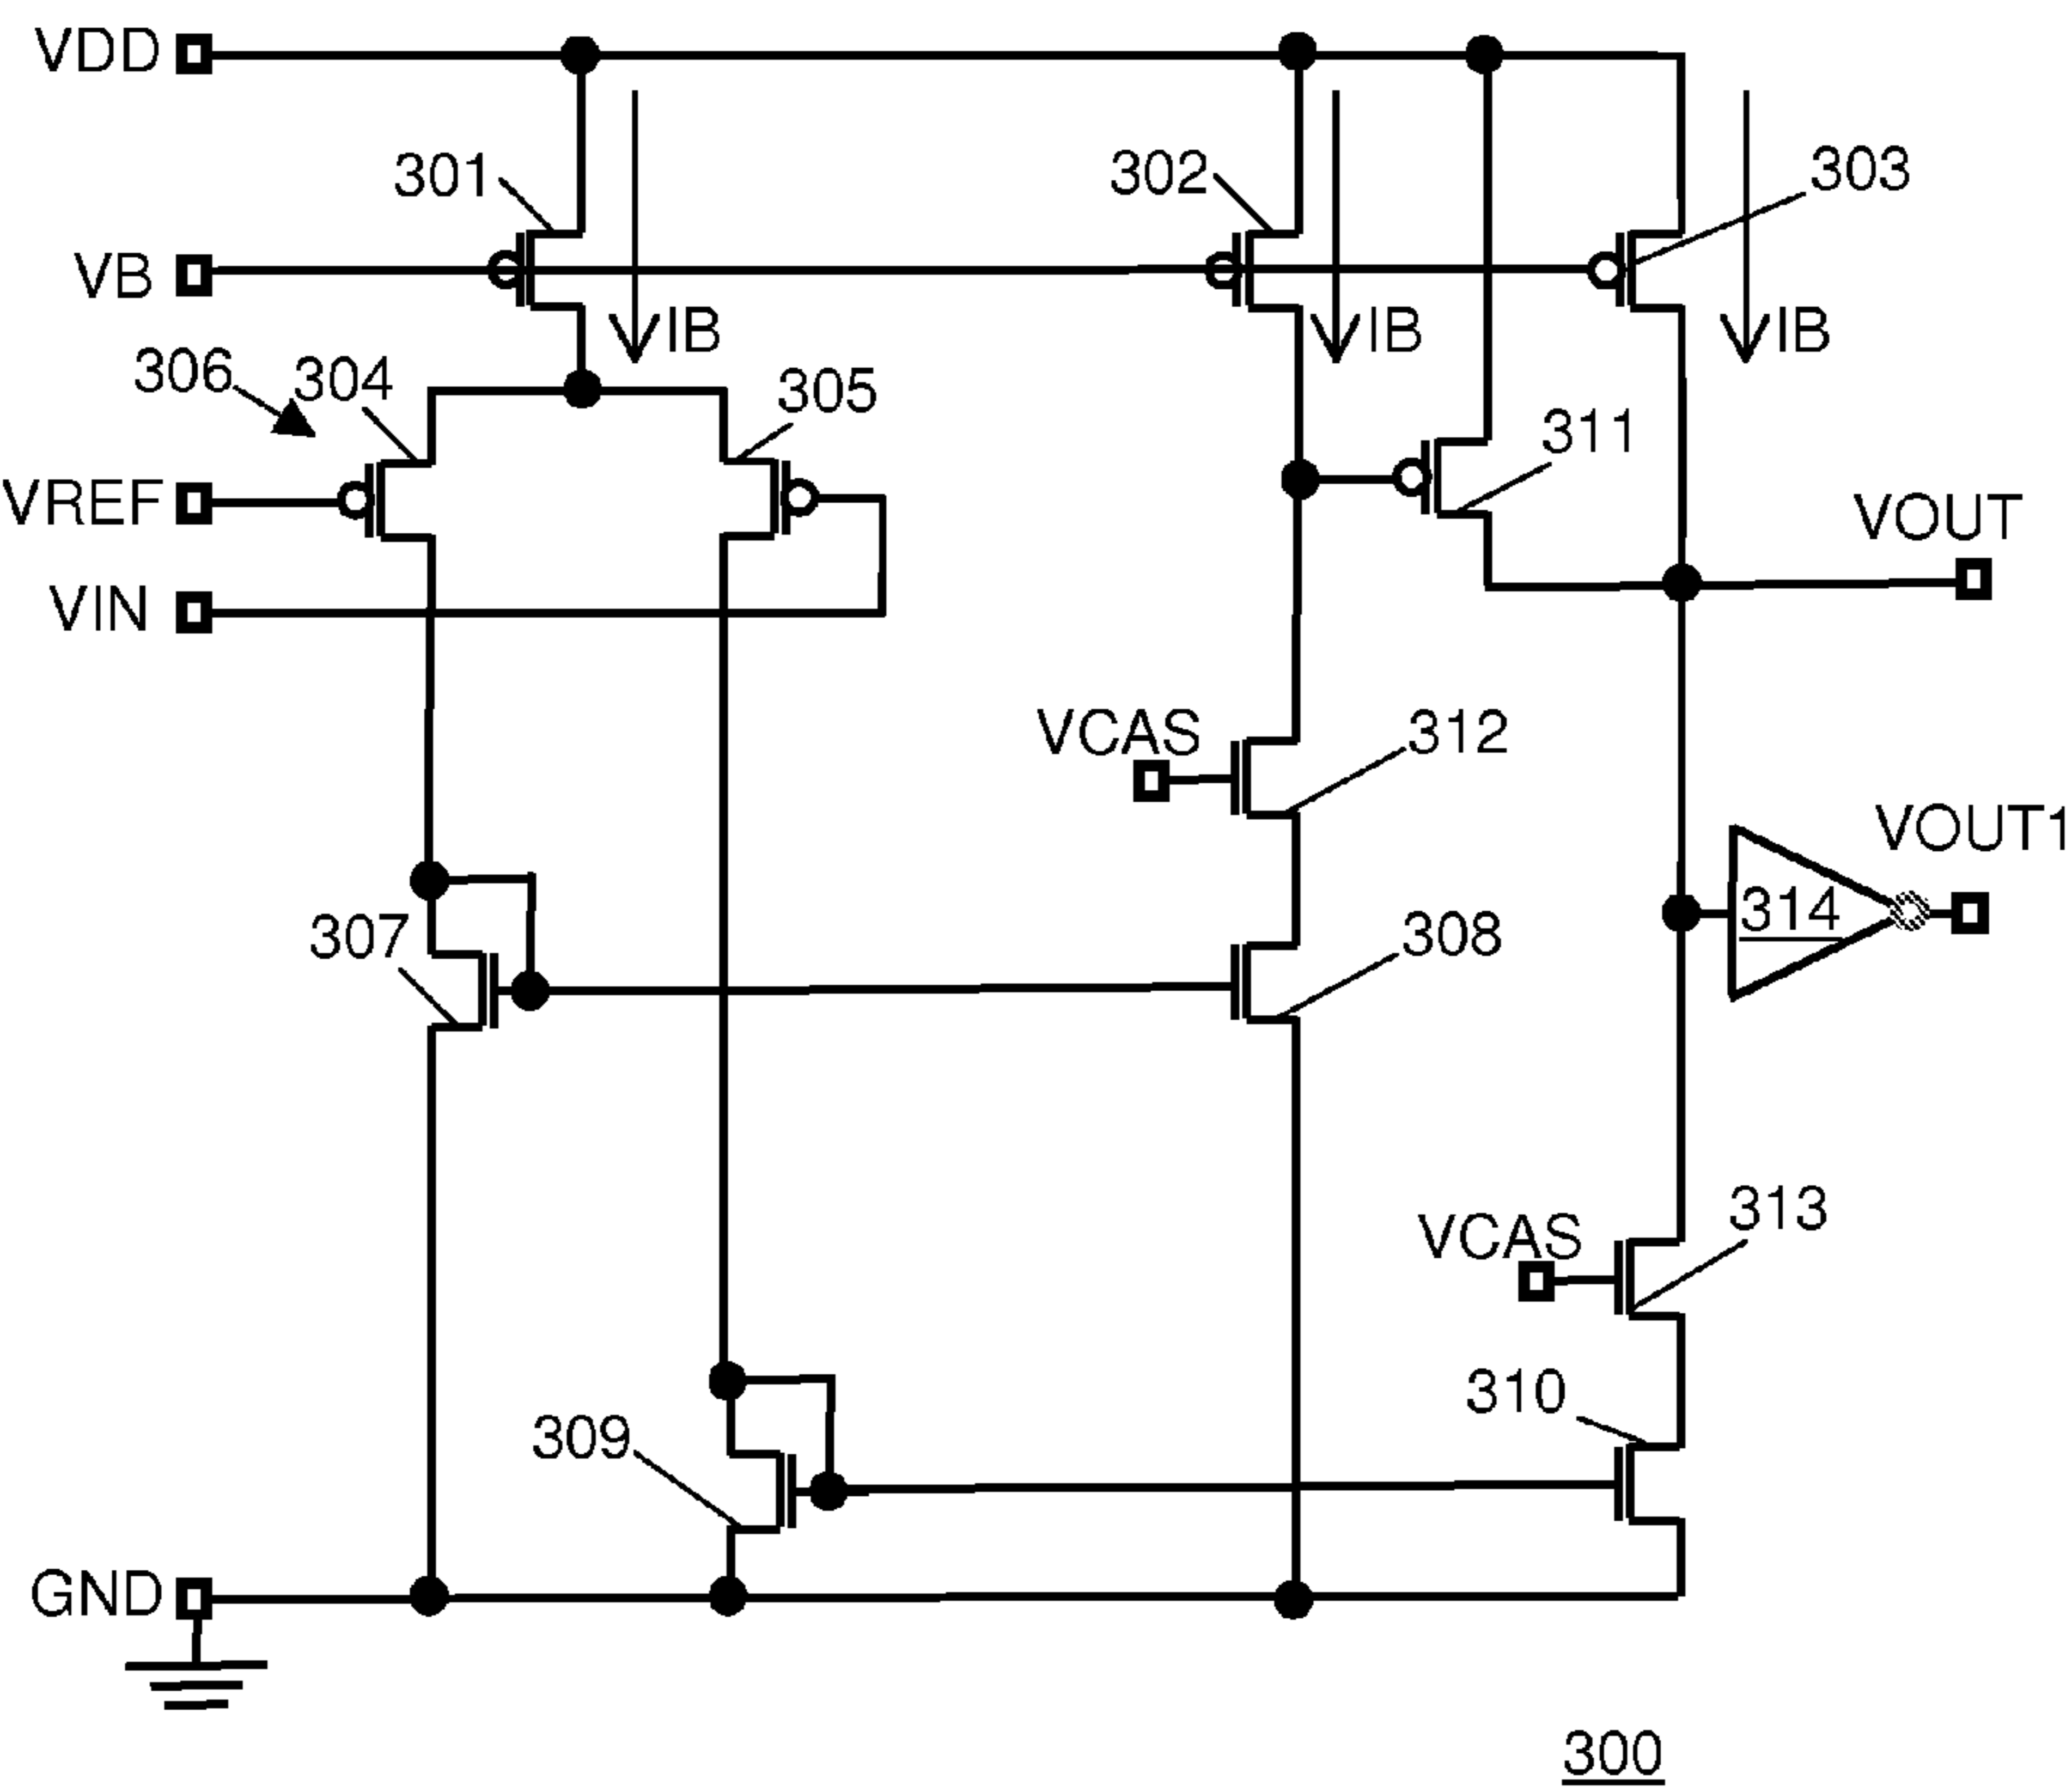 VDD
301
302
303
VB
IB
IB
IB
306
304
305
311
VREF
VOUT
VIN
VCAS
312
VOUT1
314
307
308
VCAS
313
310
309
GND
300